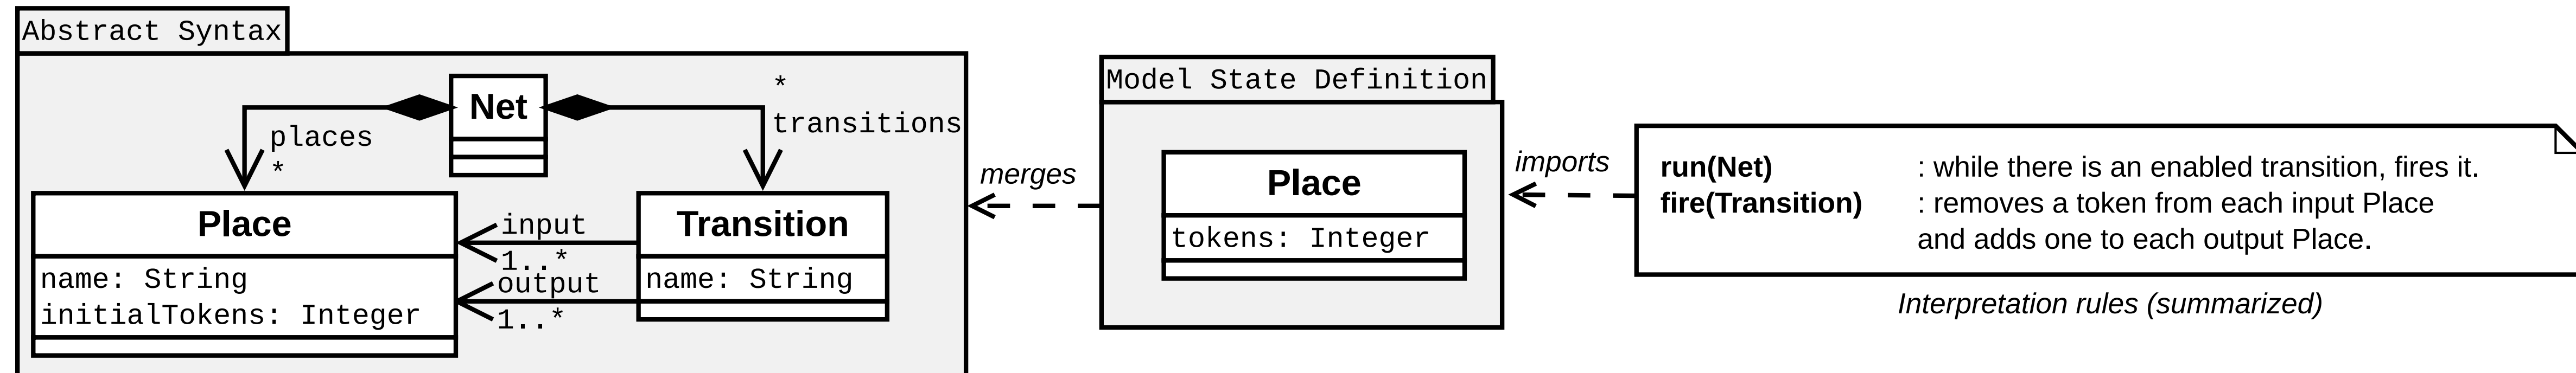 Abstract Syntax
Net
places
*
*
transitions
Place
name: String
initialTokens: Integer
input
1..*
output
1..*
Transition
name: String
merges
Model State Definition
Place
tokens: Integer
imports
run(Net) : while there is an enabled transition, fires it.
fire(Transition) : removes a token from each input Place
and adds one to each output Place.
Interpretation rules (summarized)